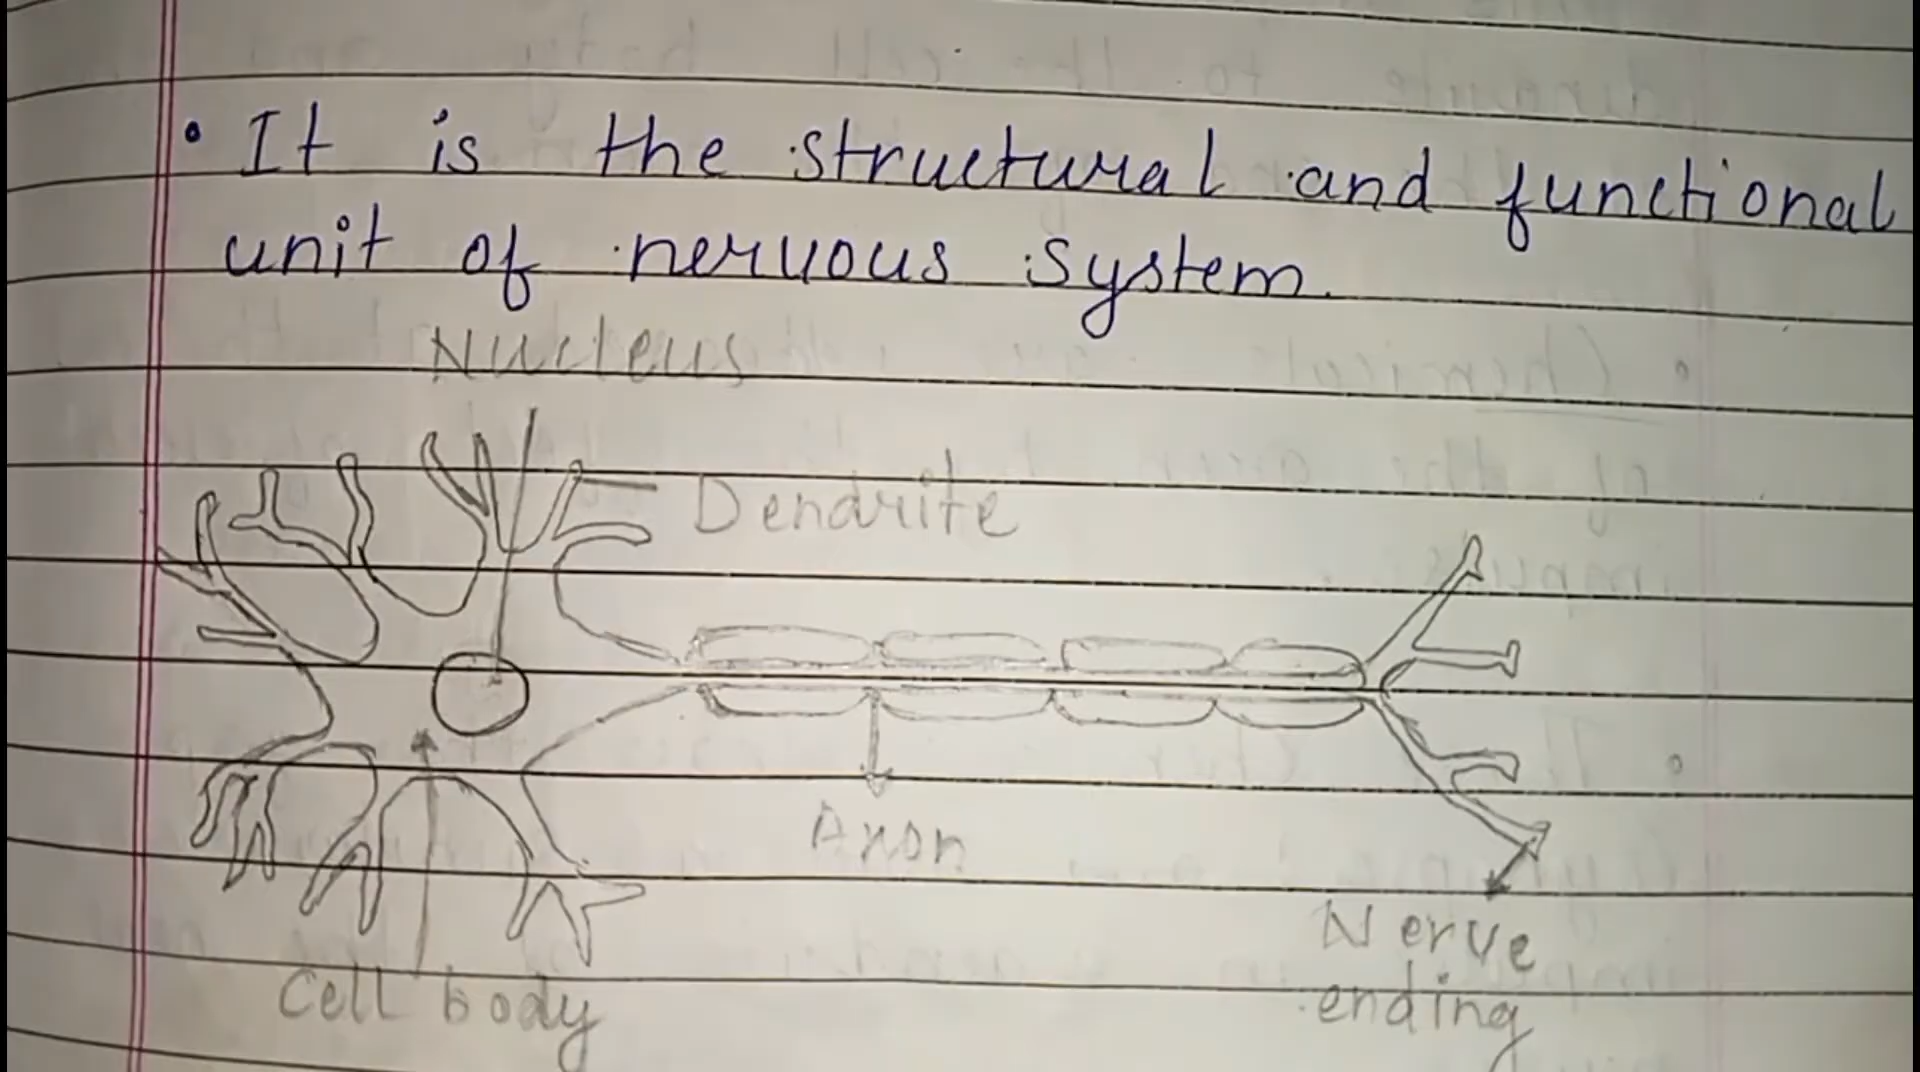 • It is the structural and functional
unit of nervous system.
Nucleus
Dendrite
Axon
Nerve
ending
Cell body